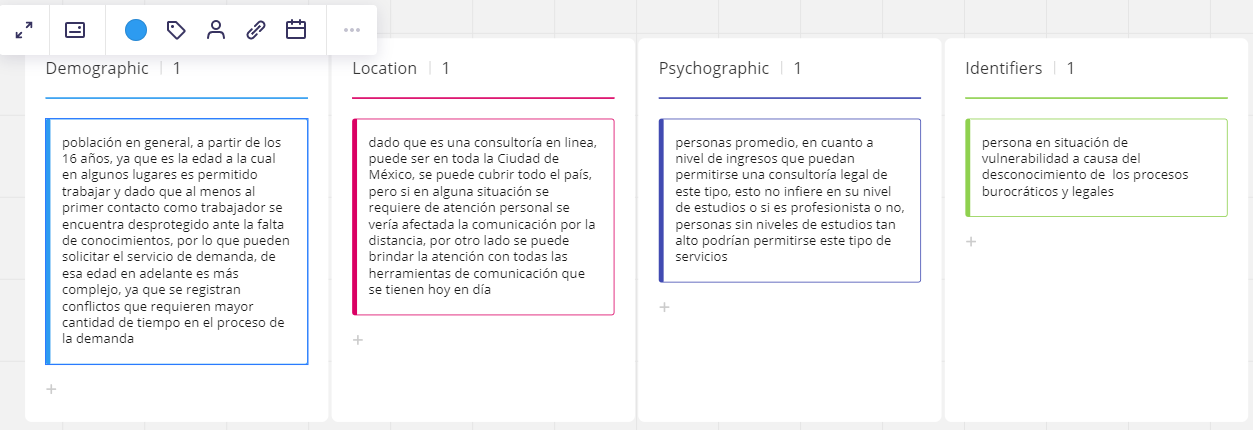 Demographic | 1
población en general, a partir de los
16 años, ya que es la edad a la cual
en algunos lugares es permitido
trabajar y dado que al menos al
primer contacto como trabajador se
encuentra desprotegido ante la falta
de conocimientos, por lo que pueden
solicitar el servicio de demanda, de
esa edad en adelante es más
complejo, ya que se registran
conflictos que requieren mayor
cantidad de tiempo en el proceso de
la demanda
Location | 1
dado que es una consultoría en linea,
puede ser en toda la Ciudad de
México, se puede cubrir todo el país,
pero si en alguna situación se
requiere de atención personal se
vería afectada la comunicación por la
distancia, por otro lado se puede
brindar la atención con todas las
herramientas de comunicación que
se tienen hoy en día
Psychographic | 1
personas promedio, en cuanto a
nivel de ingresos que puedan
permitirse una consultoría legal de
este tipo, esto no infiere en su nivel
de estudios o si es profesionista o no,
personas sin niveles de estudios tan
alto podrían permitirse este tipo de
servicios
Identifiers | 1
persona en situación de
vulnerabilidad a causa del
desconocimiento de  los procesos
burocráticos y legales